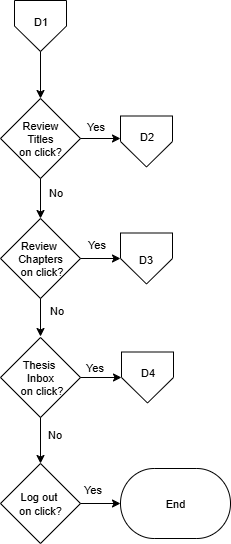 D1
Review
Titles
on click?
Yes
D2
No
Review
Chapters
on click?
Yes
D3
No
Thesis
Inbox
on click?
Yes
D4
No
Log out
on click?
Yes
End